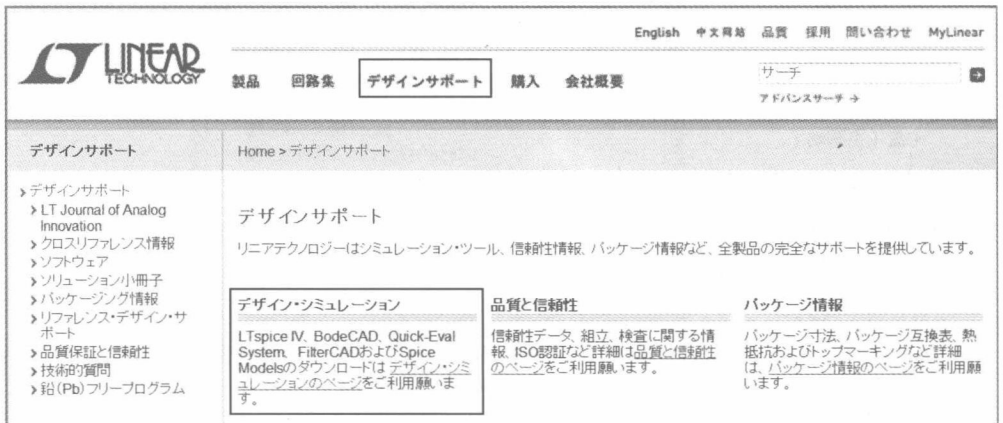 English 中文网站 品質 採用 問い合わせ MyLinear
LINEAR
TECHNOLOGY
製品 回路集 デザインサポート 購入 会社概要
サーチ
アドバンスサーチ →
デザインサポート
Home > デザインサポート
デザインサポート
LT Journal of Analog
Innovation
クロスリファレンス情報
ソフトウェア
ソリューション小冊子
パッケージング情報
リファレンス・デザイン・サ
ポート
品質保証と信頼性
技術的質問
鉛(Pb)フリープログラム
デザインサポート
リニアテクノロジーはシミュレーション・ツール、信頼性情報、パッケージ情報など、全製品の完全なサポートを提供しています。
デザイン・シミュレーション
LTspice IV、BodeCAD、Quick-Eval
System、FilterCADおよびSpice
Modelsのダウンロードは デザイン・シミ
ュレーションのページをご利用願いま
す。
品質と信頼性
信頼性データ、組立、検査に関する情
報、ISO認証など詳細は品質と信頼性
のページをご利用願います。
パッケージ情報
パッケージ寸法、パッケージ互換表、熱
抵抗およびトップマーキングなど詳細
は、パッケージ情報のページをご利用願
います。